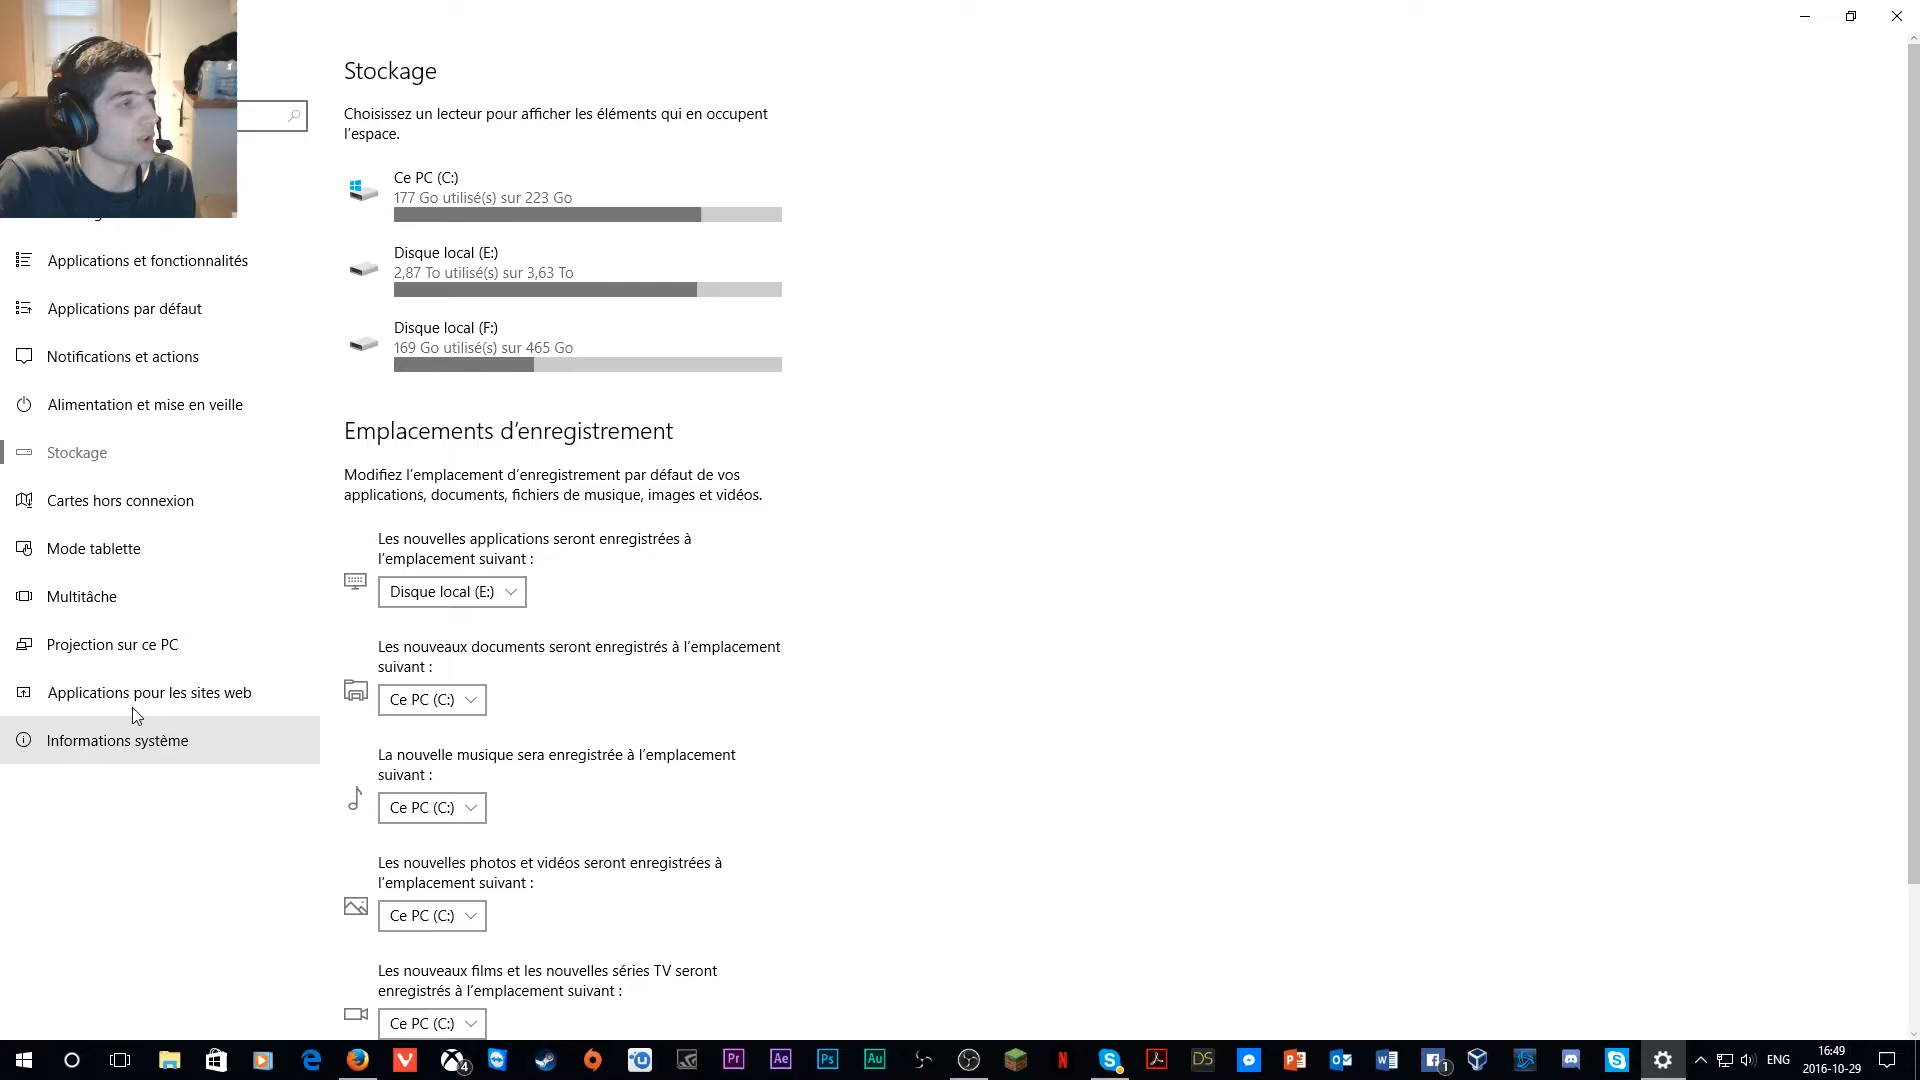 Stockage
Choisissez un lecteur pour afficher les éléments qui en occupent
l'espace.
Ce PC (C:)
177 Go utilisé(s) sur 223 Go
Disque local (E:)
2,87 To utilisé(s) sur 3,63 To
Disque local (F:)
169 Go utilisé(s) sur 465 Go
Applications et fonctionnalités
Applications par défaut
Notifications et actions
Alimentation et mise en veille
Stockage
Cartes hors connexion
Mode tablette
Multitâche
Projection sur ce PC
Applications pour les sites web
Informations système
Emplacements d'enregistrement
Modifiez l'emplacement d'enregistrement par défaut de vos
applications, documents, fichiers de musique, images et vidéos.
Les nouvelles applications seront enregistrées à
l'emplacement suivant :
Disque local (E:)
Les nouveaux documents seront enregistrés à l'emplacement
suivant :
Ce PC (C:)
La nouvelle musique sera enregistrée à l'emplacement
suivant :
Ce PC (C:)
Les nouvelles photos et vidéos seront enregistrées à
l'emplacement suivant :
Ce PC (C:)
Les nouveaux films et les nouvelles séries TV seront
enregistrés à l'emplacement suivant :
Ce PC (C:)
4
Pr
Ae
Ps
Au
N
DS
1
ENG
16:49
2016-10-29